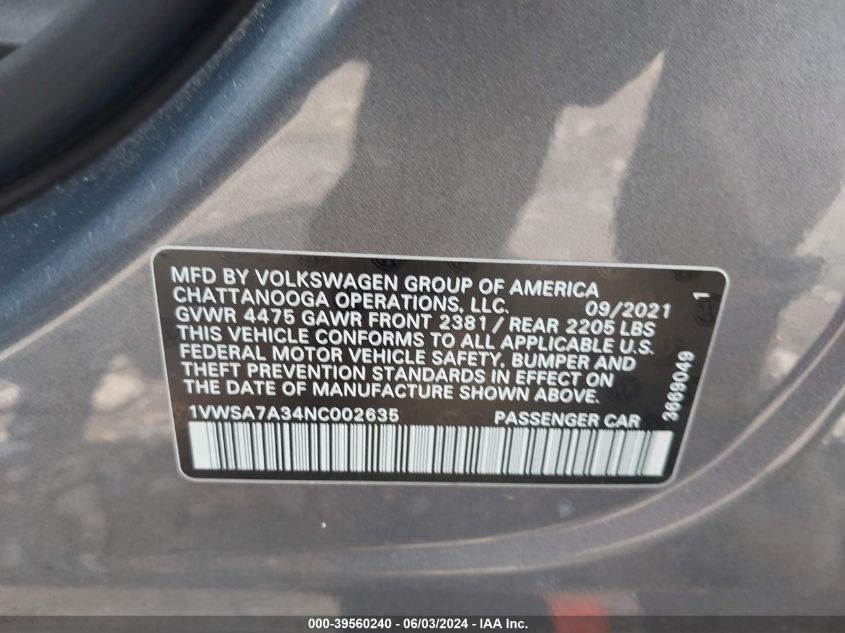 MFD BY VOLKSWAGEN GROUP OF AMERICA
CHATTANOOGA OPERATIONS, LLC. 09/2021 1
GVWR 4475 GAWR FRONT 2381 / REAR 2205 LBS
THIS VEHICLE CONFORMS TO ALL APPLICABLE U.S.
FEDERAL MOTOR VEHICLE SAFETY, BUMPER AND
THEFT PREVENTION STANDARDS IN EFFECT ON
THE DATE OF MANUFACTURE SHOWN ABOVE.
1VWSA7A34NC002635 PASSENGER CAR
3669049
000-39560240 - 06/03/2024 - IAA Inc.